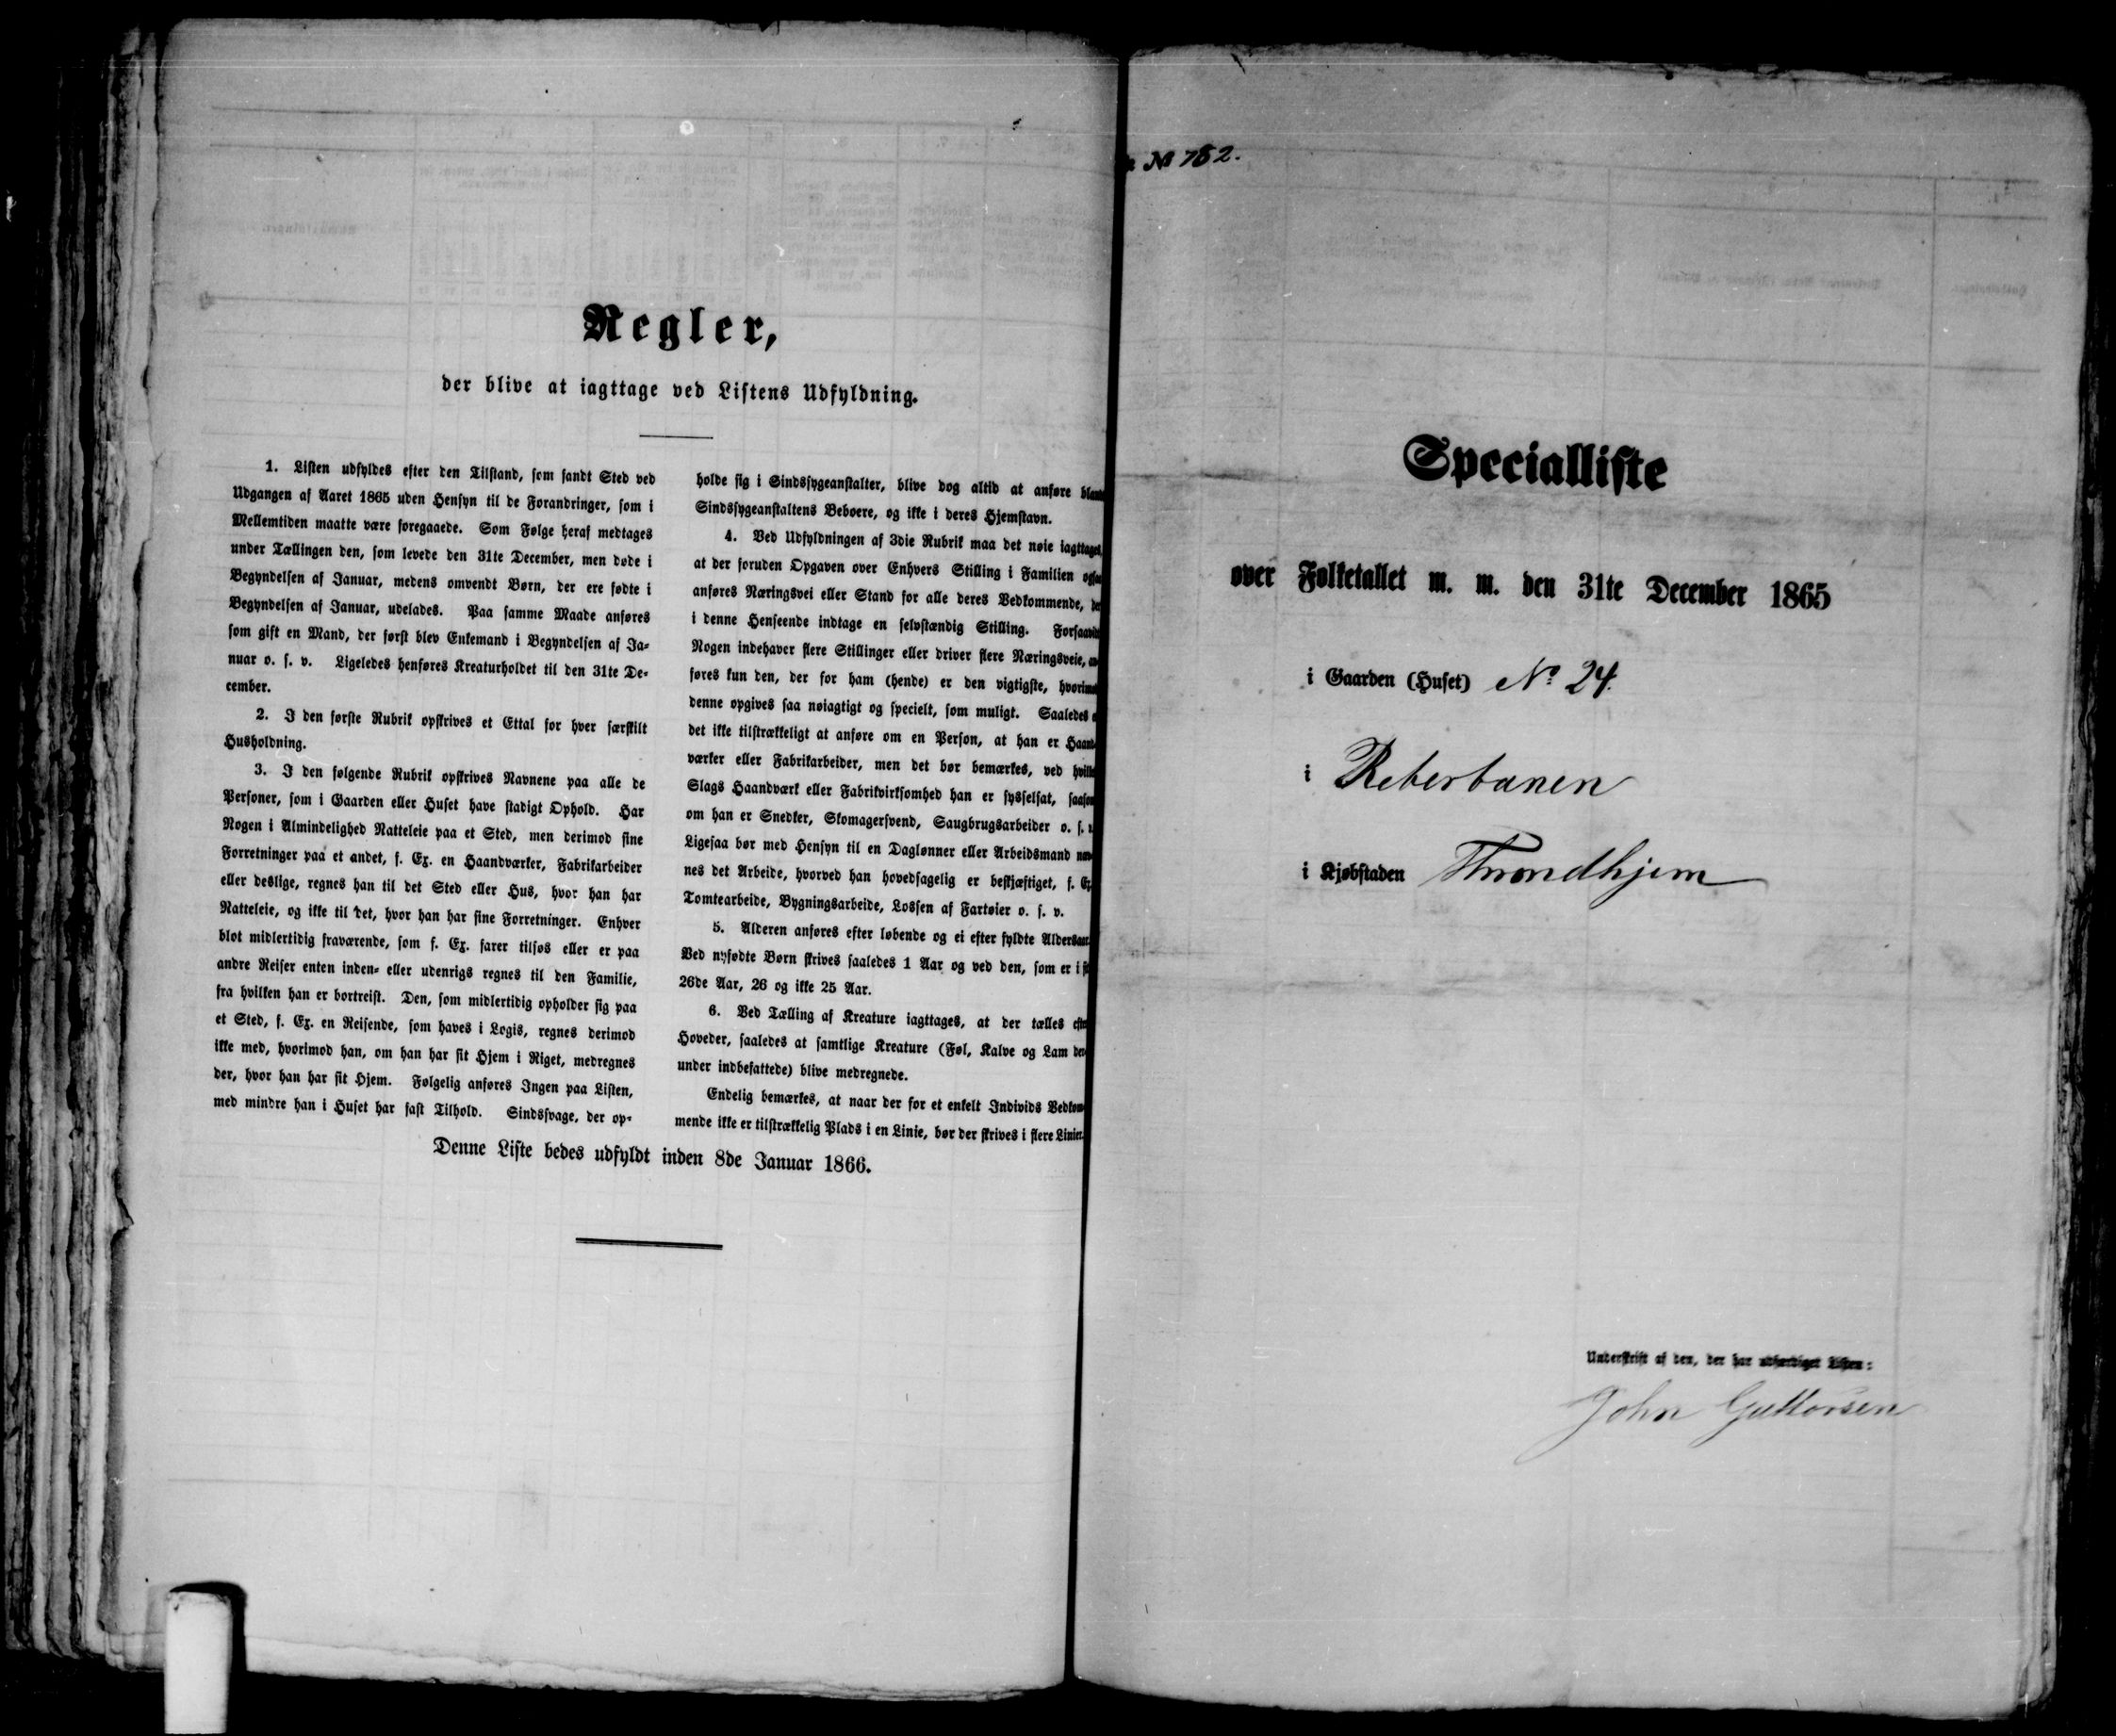 Regler,
der blive at iagttage ved Listens Udfyldning.
1. Listen udfyldes efter den Tilstand, som fandt Sted ved
Udgangen af Aaret 1865 uden Hensyn til de Forandringer, som i
Mellemtiden maatte være foregaaede. Som Følge heraf medtages
under Tællingen den, som levede den 31te December, men døde i
Begyndelsen af Januar, medens omvendt Børn, der ere fødte i
Begyndelsen af Januar, udelades. Paa samme Maade anføres
som gift en Mand, der først blev Enkemand i Begyndelsen af Ja-
nuar o. s. v. Ligeledes henføres Kreaturholdet til den 31te De-
cember.
2. I den første Rubrik opskrives et Ettal for hver særskilt
Husholdning.
3. I den følgende Rubrik opskrives Navnene paa alle de
Personer, som i Gaarden eller Huset have stadigt Ophold. Har
Nogen i Almindelighed Natteleie paa et Sted, men derimod sine
Forretninger paa et andet, f. Ex. en Haandværker, Fabrikarbeider
eller deslige, regnes han til det Sted eller Hus, hvor han har
Natteleie, og ikke til det, hvor han har sine Forretninger. Enhver
blot midlertidig fraværende, som f. Ex. farer tilsøs eller er paa
andre Reiser enten inden- eller udenrigs regnes til den Familie,
fra hvilken han er bortreist. Den, som midlertidig opholder sig paa
et Sted, f. Ex. en Reisende, som haves i Logis, regnes derimod
ikke med, hvorimod han, om han har sit Hjem i Riget, medregnes
der, hvor han har sit Hjem. Følgelig anføres Ingen paa Listen,
med mindre han i Huset har fast Tilhold. Sindssvage, der op-
holde sig i Sindssygeanstalter, blive dog altid at anføre blandt
Sindssygeanstaltens Beboere, og ikke i deres Hjemstavn.
4. Ved Udfyldningen af 3die Rubrik maa det nøie iagttages,
at der foruden Opgaven over Enhvers Stilling i Familien ogsaa
anføres Næringsvei eller Stand for alle deres Vedkommende, der
i denne Henseende indtage en selvstændig Stilling. Forsaavidt
Nogen indehaver flere Stillinger eller driver flere Næringsveie, an-
føres kun den, der for ham (hende) er den vigtigste, hvorimod
denne opgives saa nøiagtigt og specielt, som muligt. Saaledes e
det ikke tilstrækkeligt at anføre om en Person, at han er Haand-
værker eller Fabrikarbeider, men det bør bemærkes, ved hvilke
Slags Haandværk eller Fabrikvirksomhed han er sysselsat, saasom
om han er Snedker, Skomagersvend, Saugbrugsarbeider o. s. v.
Ligesaa bør med Hensyn til en Daglønner eller Arbeidsmand næv-
nes det Arbeide, hvorved han hovedsagelig er beskjæftiget, f. Ex
Tomtearbeide, Bygningsarbeide, Lossen af Fartøier o. s. v.
5. Alderen anføres efter løbende og ei efter fyldte Aldersaar.
Ved nyfødte Børn skrives saaledes 1 Aar og ved den, som er i sit
26de Aar, 26 og ikke 25 Aar.
6. Ved Tælling af Kreature iagttages, at der tælles efter
Hoveder, saaledes at samtlige Kreature (Føl, Kalve og Lam der-
under indbefattede) blive medregnede.
Endelig bemærkes, at naar der for et enkelt Individs Vedkom-
mende ikke er tilstrækkelig Plads i en Linie, bør der skrives i flere Linier.
Denne Liste bedes udfyldt inden 8de Januar 1866.
№ 782.
Specialliste
over Folketallet m. m. den 31te December 1865
i Gaarden (Huset) No 24.
i Reberbanen
i Kjøbstaden Throndhjem
Underskrift af den, der har udfærdiget Listen:
John Guttorsen